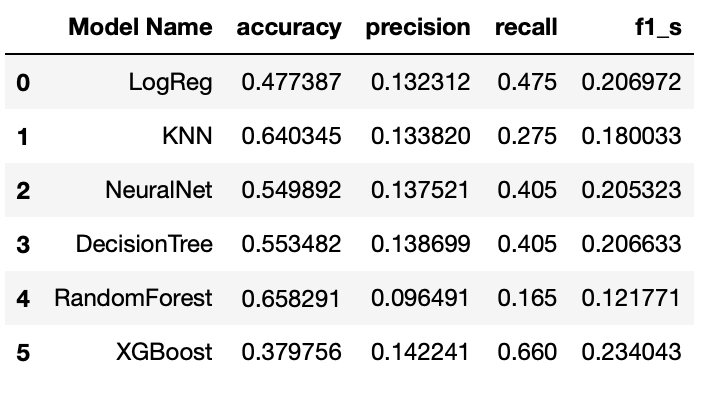 Model Name accuracy precision recall f1_s
0 LogReg 0.477387 0.132312 0.475 0.206972
1 KNN 0.640345 0.133820 0.275 0.180033
2 NeuralNet 0.549892 0.137521 0.405 0.205323
3 DecisionTree 0.553482 0.138699 0.405 0.206633
4 RandomForest 0.658291 0.096491 0.165 0.121771
5 XGBoost 0.379756 0.142241 0.660 0.234043